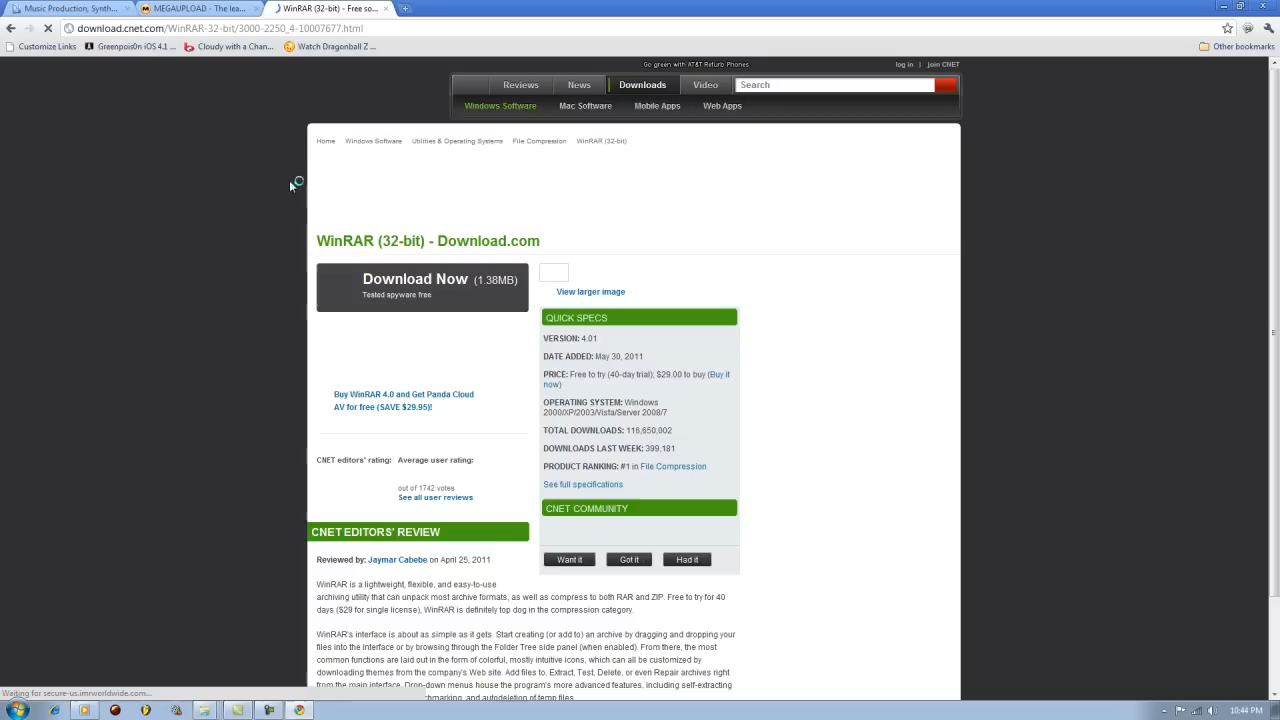 Music Production, Synth...
MEGAUPLOAD - The lea...
WinRAR (32-bit) - Free so...
download.cnet.com/WinRAR-32-bit/3000-2250_4-10007677.html
Customize Links
Greenpois0n iOS 4.1 ...
Cloudy with a Chan...
Watch Dragonball Z ...
Other bookmarks
Go green with AT&T Refurb Phones
log in | join CNET
Reviews News Downloads Video Search
Windows Software Mac Software Mobile Apps Web Apps
Home Windows Software Utilities & Operating Systems File Compression WinRAR (32-bit)
WinRAR (32-bit) - Download.com
Download Now (1.38MB)
Tested spyware free
View larger image
QUICK SPECS
VERSION: 4.01
DATE ADDED: May 30, 2011
PRICE: Free to try (40-day trial); $29.00 to buy (Buy it
now)
OPERATING SYSTEM: Windows
2000/XP/2003/Vista/Server 2008/7
TOTAL DOWNLOADS: 116,650,002
DOWNLOADS LAST WEEK: 399,181
PRODUCT RANKING: #1 in File Compression
See full specifications
CNET COMMUNITY
Want it Got it Had it
Buy WinRAR 4.0 and Get Panda Cloud
AV for free (SAVE $29.95)!
CNET editors' rating: Average user rating:
out of 1742 votes
See all user reviews
CNET EDITORS' REVIEW
Reviewed by: Jaymar Cabebe on April 25, 2011
WinRAR is a lightweight, flexible, and easy-to-use
archiving utility that can unpack most archive formats, as well as compress to both RAR and ZIP. Free to try for 40
days ($29 for single license), WinRAR is definitely top dog in the compression category.
WinRAR's interface is about as simple as it gets. Start creating (or add to) an archive by dragging and dropping your
files into the interface or by browsing through the Folder Tree side panel (when enabled). From there, the most
common functions are laid out in the form of colorful, mostly intuitive icons, which can all be customized by
downloading themes from the company's Web site. Add files to, Extract, Test, Delete, or even Repair archives right
from the main interface. Drop-down menus house the program's more advanced features, including self-extracting
chmarking, and autodeletion of temp files.
Waiting for secure-us.imrworldwide.com...
10:44 PM